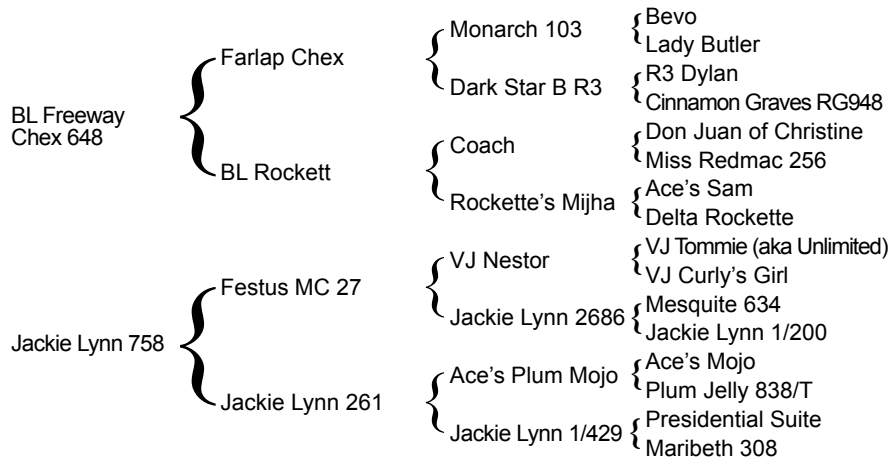 BL Freeway
Chex 648
Farlap Chex
Monarch 103
Bevo
Lady Butler
Dark Star B R3
R3 Dylan
Cinnamon Graves RG948
BL Rockett
Coach
Don Juan of Christine
Miss Redmac 256
Rockette's Mijha
Ace's Sam
Delta Rockette
Jackie Lynn 758
Festus MC 27
VJ Nestor
VJ Tommie (aka Unlimited)
VJ Curly's Girl
Jackie Lynn 2686
Mesquite 634
Jackie Lynn 1/200
Jackie Lynn 261
Ace's Plum Mojo
Ace's Mojo
Plum Jelly 838/T
Jackie Lynn 1/429
Presidential Suite
Maribeth 308